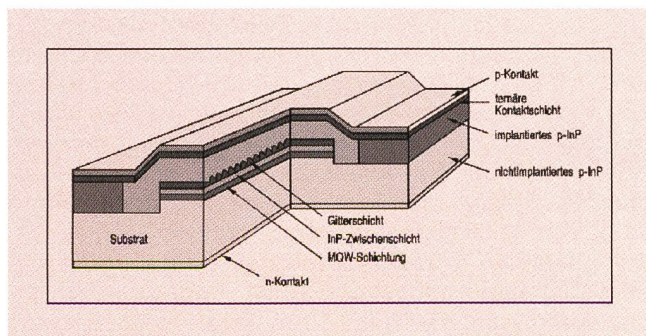 p-Kontakt
ternäre
Kontaktschicht
implantiertes p-InP
nichtimplantiertes p-InP
Gitterschicht
InP-Zwischenschicht
MQW-Schichtung
Substrat
n-Kontakt